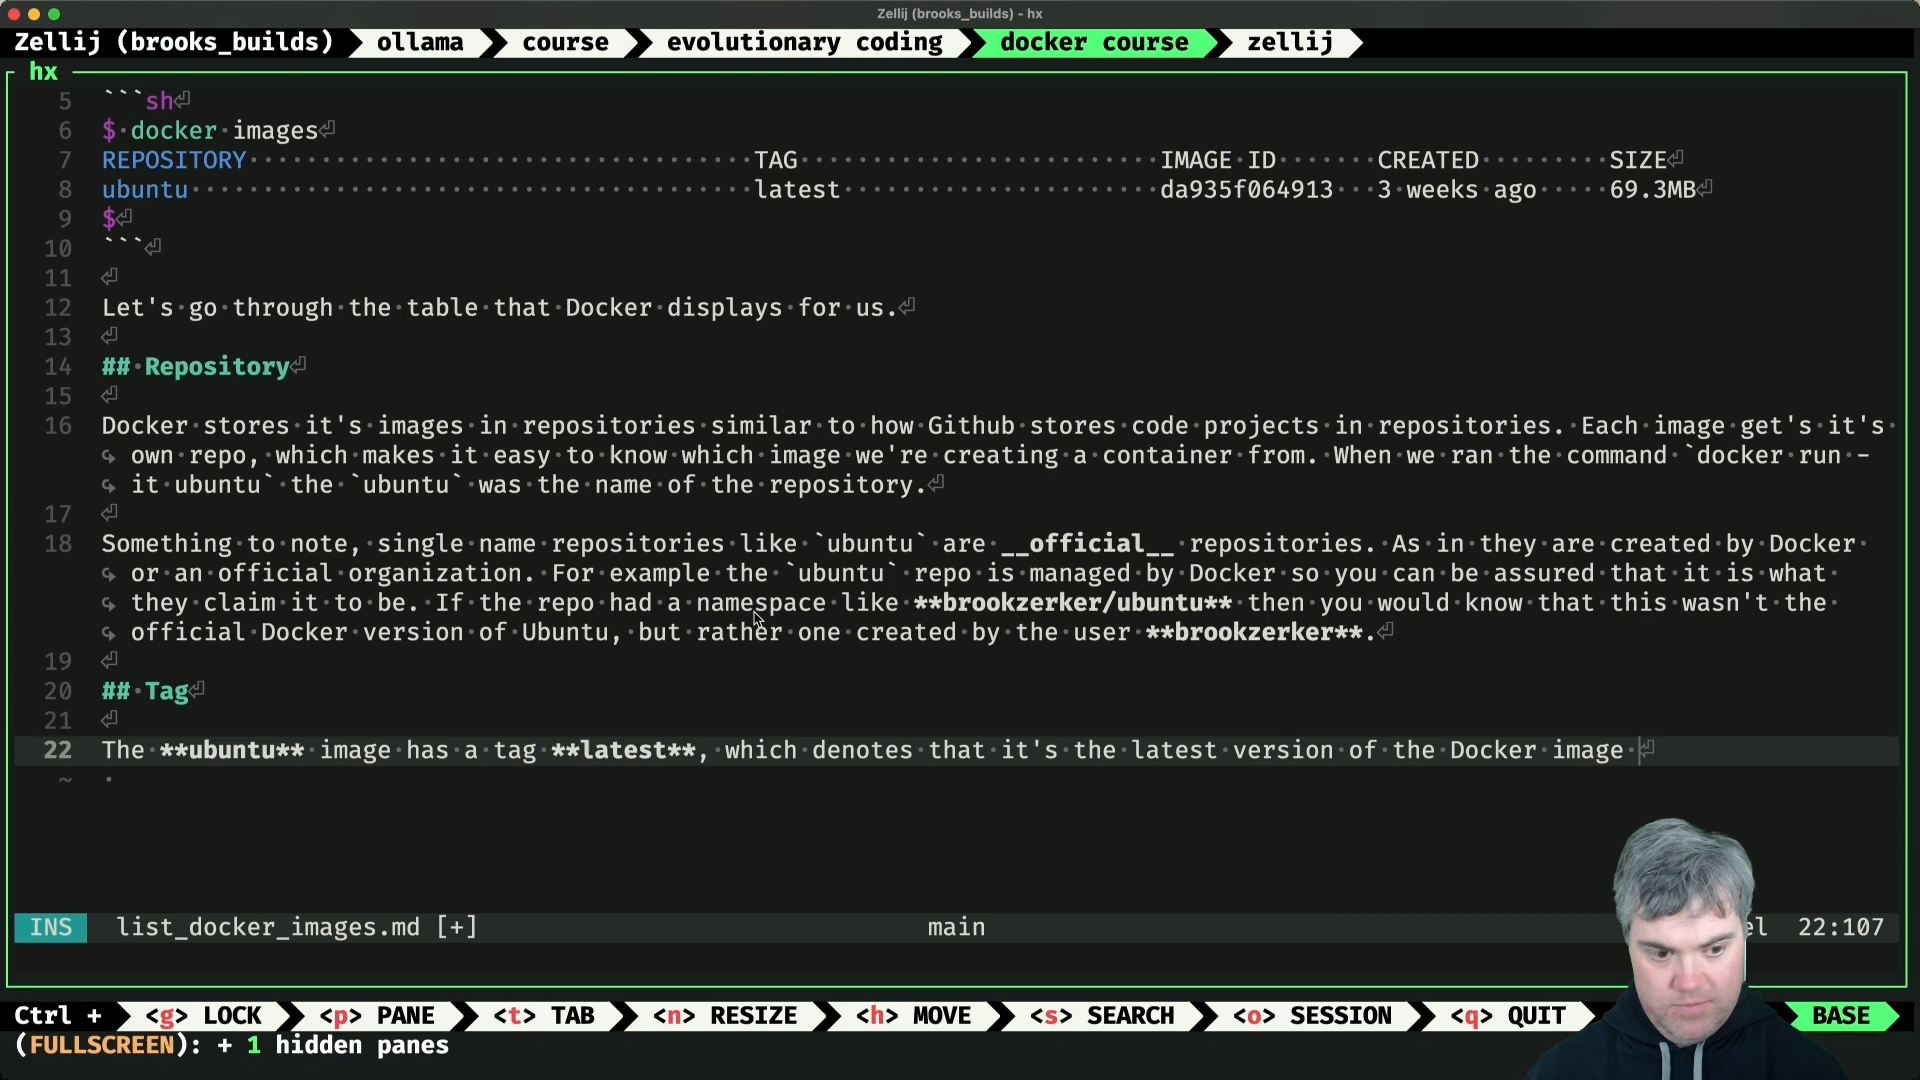 Zellij (brooks_builds) - hx
Zellij (brooks_builds) ollama course evolutionary coding docker course zellij
hx
5 ```sh
6 $ docker images
7 REPOSITORY TAG IMAGE ID CREATED SIZE
8 ubuntu latest da935f064913 3 weeks ago 69.3MB
9 $
10 ```
11
12 Let's go through the table that Docker displays for us.
13
14 ## Repository
15
16 Docker stores it's images in repositories similar to how Github stores code projects in repositories. Each image get's it's
own repo, which makes it easy to know which image we're creating a container from. When we ran the command `docker run -
it ubuntu` the `ubuntu` was the name of the repository.
17
18 Something to note, single name repositories like `ubuntu` are __official__ repositories. As in they are created by Docker
or an official organization. For example the `ubuntu` repo is managed by Docker so you can be assured that it is what
they claim it to be. If the repo had a namespace like **brookzerker/ubuntu** then you would know that this wasn't the
official Docker version of Ubuntu, but rather one created by the user **brookzerker**.
19
20 ## Tag
21
22 The **ubuntu** image has a tag **latest**, which denotes that it's the latest version of the Docker image
~
INS list_docker_images.md [+] main el 22:107
Ctrl + <g> LOCK <p> PANE <t> TAB <n> RESIZE <h> MOVE <s> SEARCH <o> SESSION <q> QUIT BASE
(FULLSCREEN): + 1 hidden panes